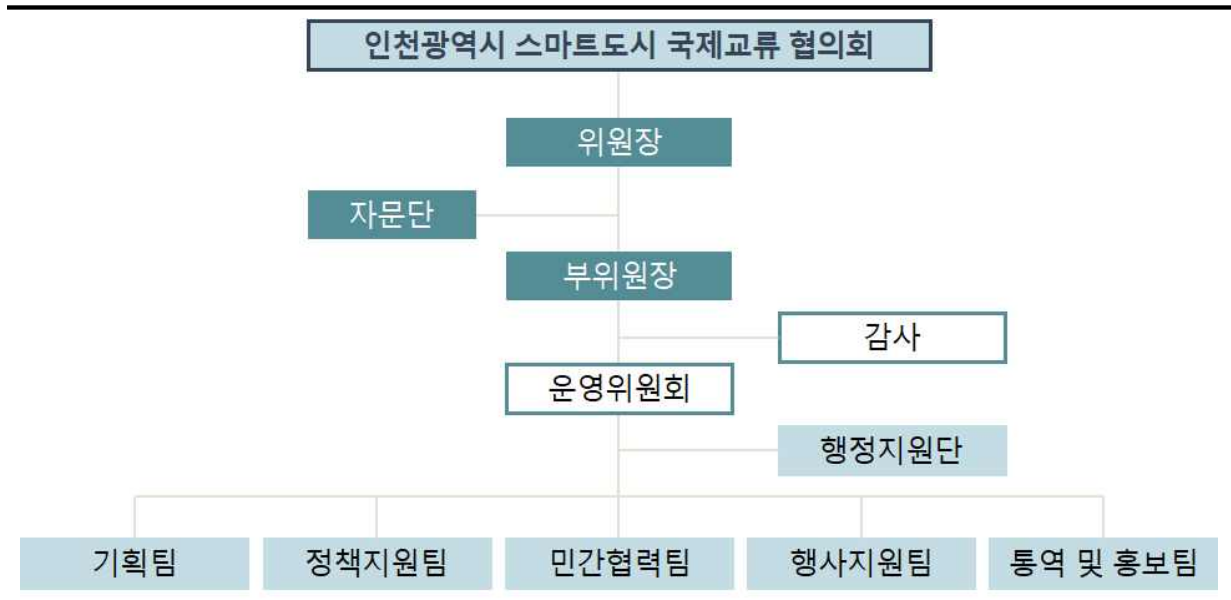 인천광역시 스마트도시 국제교류 협의회
위원장
자문단
부위원장
감사
운영위원회
행정지원단
기획팀
정책지원팀
민간협력팀
행사지원팀
통역 및 홍보팀